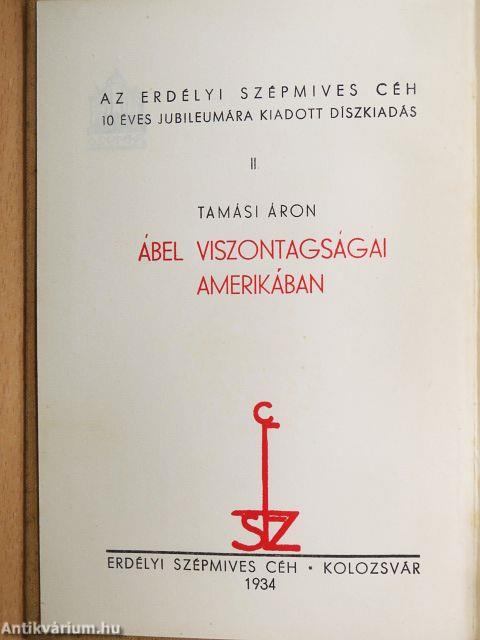 AZ ERDÉLYI SZÉPMIVES CÉH
10 ÉVES JUBILEUMÁRA KIADOTT DÍSZKIADÁS
II
TAMÁSI ÁRON
ÁBEL VISZONTAGSÁGAI
AMERIKÁBAN
C
SZ
ERDÉLYI SZÉPMIVES CÉH • KOLOZSVÁR
1934
Antikvárium.hu